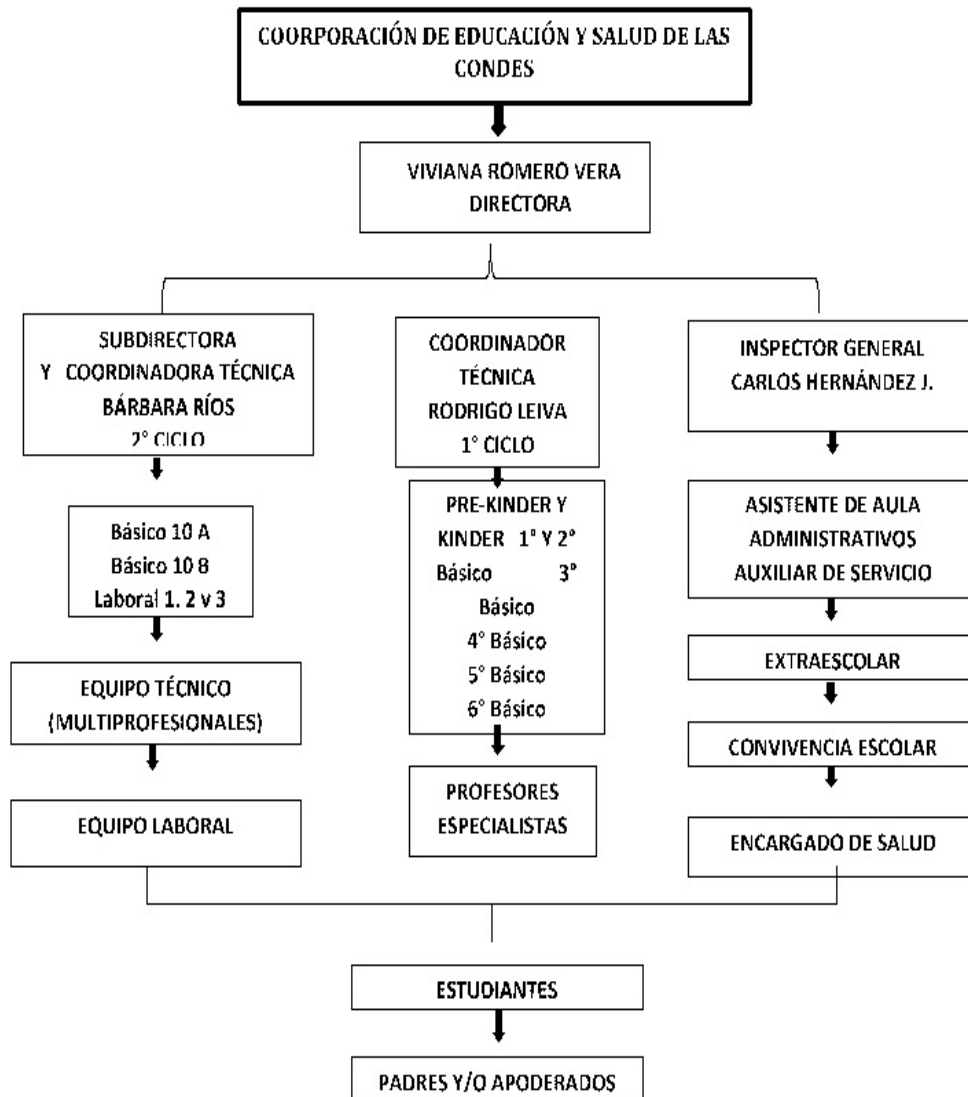 COORPORACIÓN DE EDUCACIÓN Y SALUD DE LAS
CONDES
VIVIANA ROMERO VERA
DIRECTORA
SUBDIRECTORA
Y COORDINADORA TÉCNICA
BÁRBARA RÍOS
2° CICLO
Básico 10 A
Básico 10 B
Laboral 1. 2 v 3
EQUIPO TÉCNICO
(MULTIPROFESIONALES)
EQUIPO LABORAL
COORDINADOR
TÉCNICA
RODRIGO LEIVA
1° CICLO
PRE-KINDER Y
KINDER 1° Y 2°
Básico 3°
Básico
4° Básico
5° Básico
6° Básico
PROFESORES
ESPECIALISTAS
INSPECTOR GENERAL
CARLOS HERNÁNDEZ J.
ASISTENTE DE AULA
ADMINISTRATIVOS
AUXILIAR DE SERVICIO
EXTRAESCOLAR
CONVIVENCIA ESCOLAR
ENCARGADO DE SALUD
ESTUDIANTES
PADRES Y/O APODERADOS